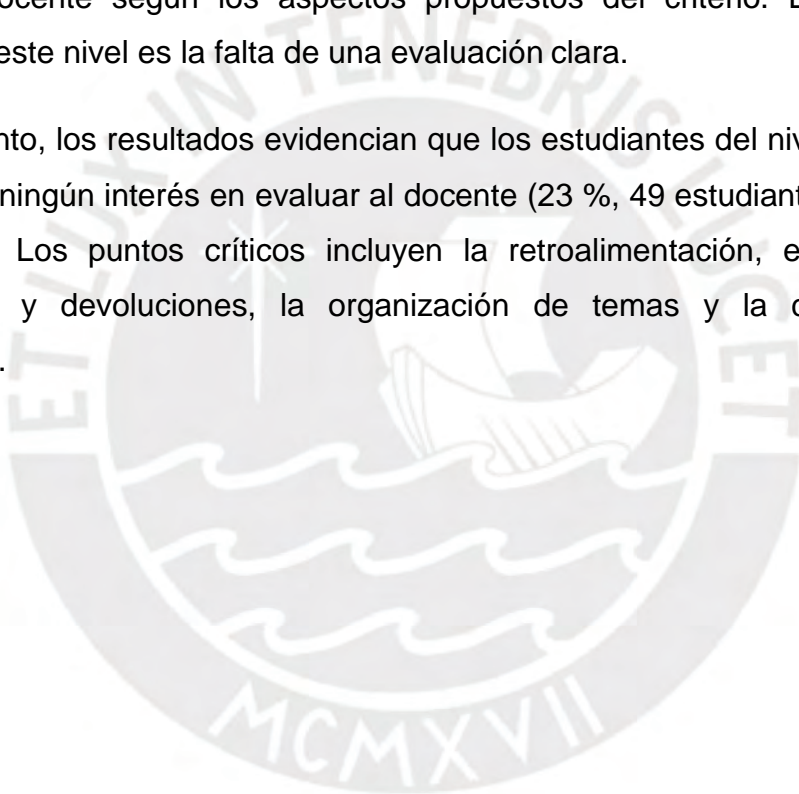 ocente según los aspectos propuestos del criterio.
este nivel es la falta de una evaluación clara.
nto, los resultados evidencian que los estudiantes del niv
ningún interés en evaluar al docente (23 %, 49 estudiant
Los puntos críticos incluyen la retroalimentación, e
y devoluciones, la organización de temas y la
.
ET LUX IN TENEBRIS LUCET
MCMXVII